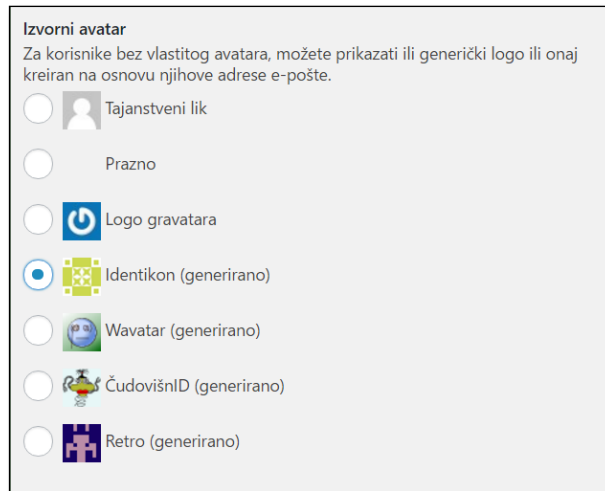 Izvorni avatar
Za korisnike bez vlastitog avatara, možete prikazati ili generički logo ili onaj
kreiran na osnovu njihove adrese e-pošte.
Tajanstveni lik
Prazno
Logo gravatara
Identikon (generirano)
Wavatar (generirano)
ČudovišnID (generirano)
Retro (generirano)